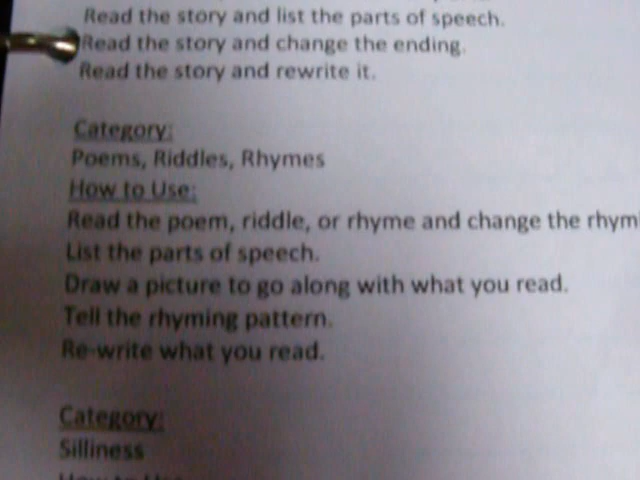 Read the story and list the parts of speech.
Read the story and change the ending.
Read the story and rewrite it.
Category:
Poems, Riddles, Rhymes
How to Use:
Read the poem, riddle, or rhyme and change the rhym
List the parts of speech.
Draw a picture to go along with what you read.
Tell the rhyming pattern.
Re-write what you read.
Category:
Silliness